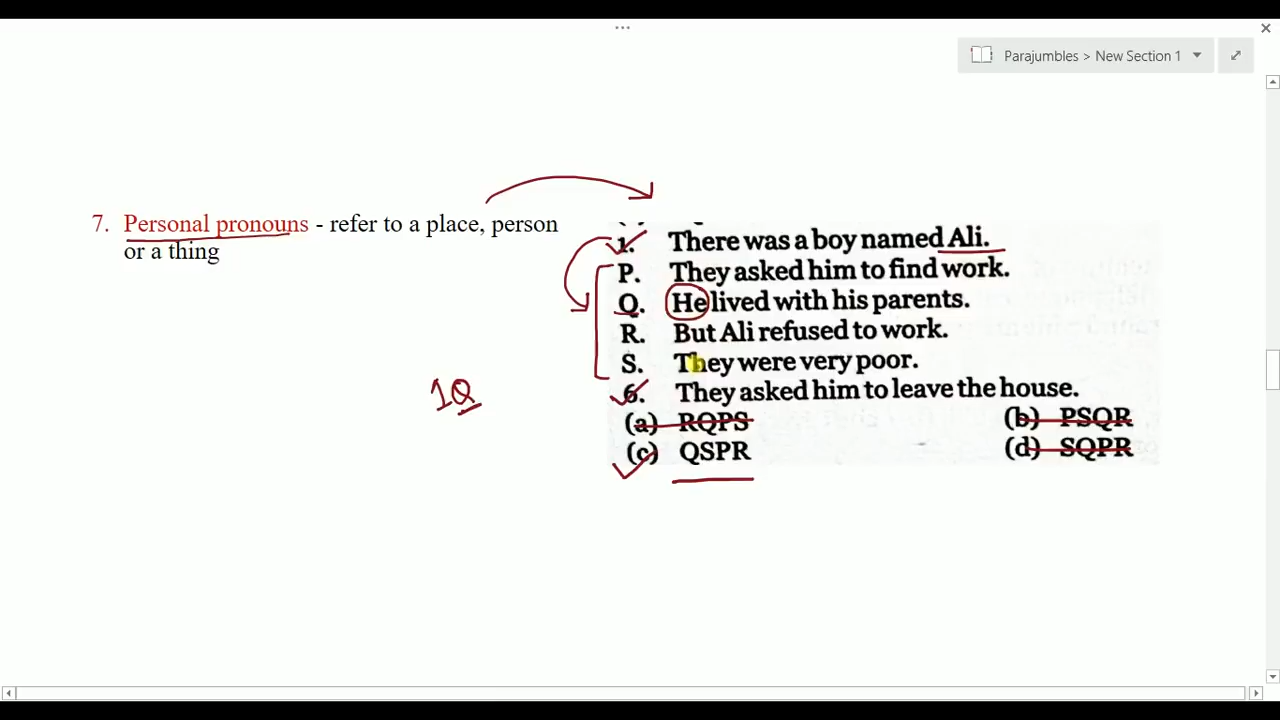 Parajumbles > New Section 1
7. Personal pronouns - refer to a place, person
or a thing
1. There was a boy named Ali.
P. They asked him to find work.
Q. He lived with his parents.
R. But Ali refused to work.
S. They were very poor.
6. They asked him to leave the house.
(a) RQPS (b) PSQR
(c) QSPR (d) SQPR
1Q